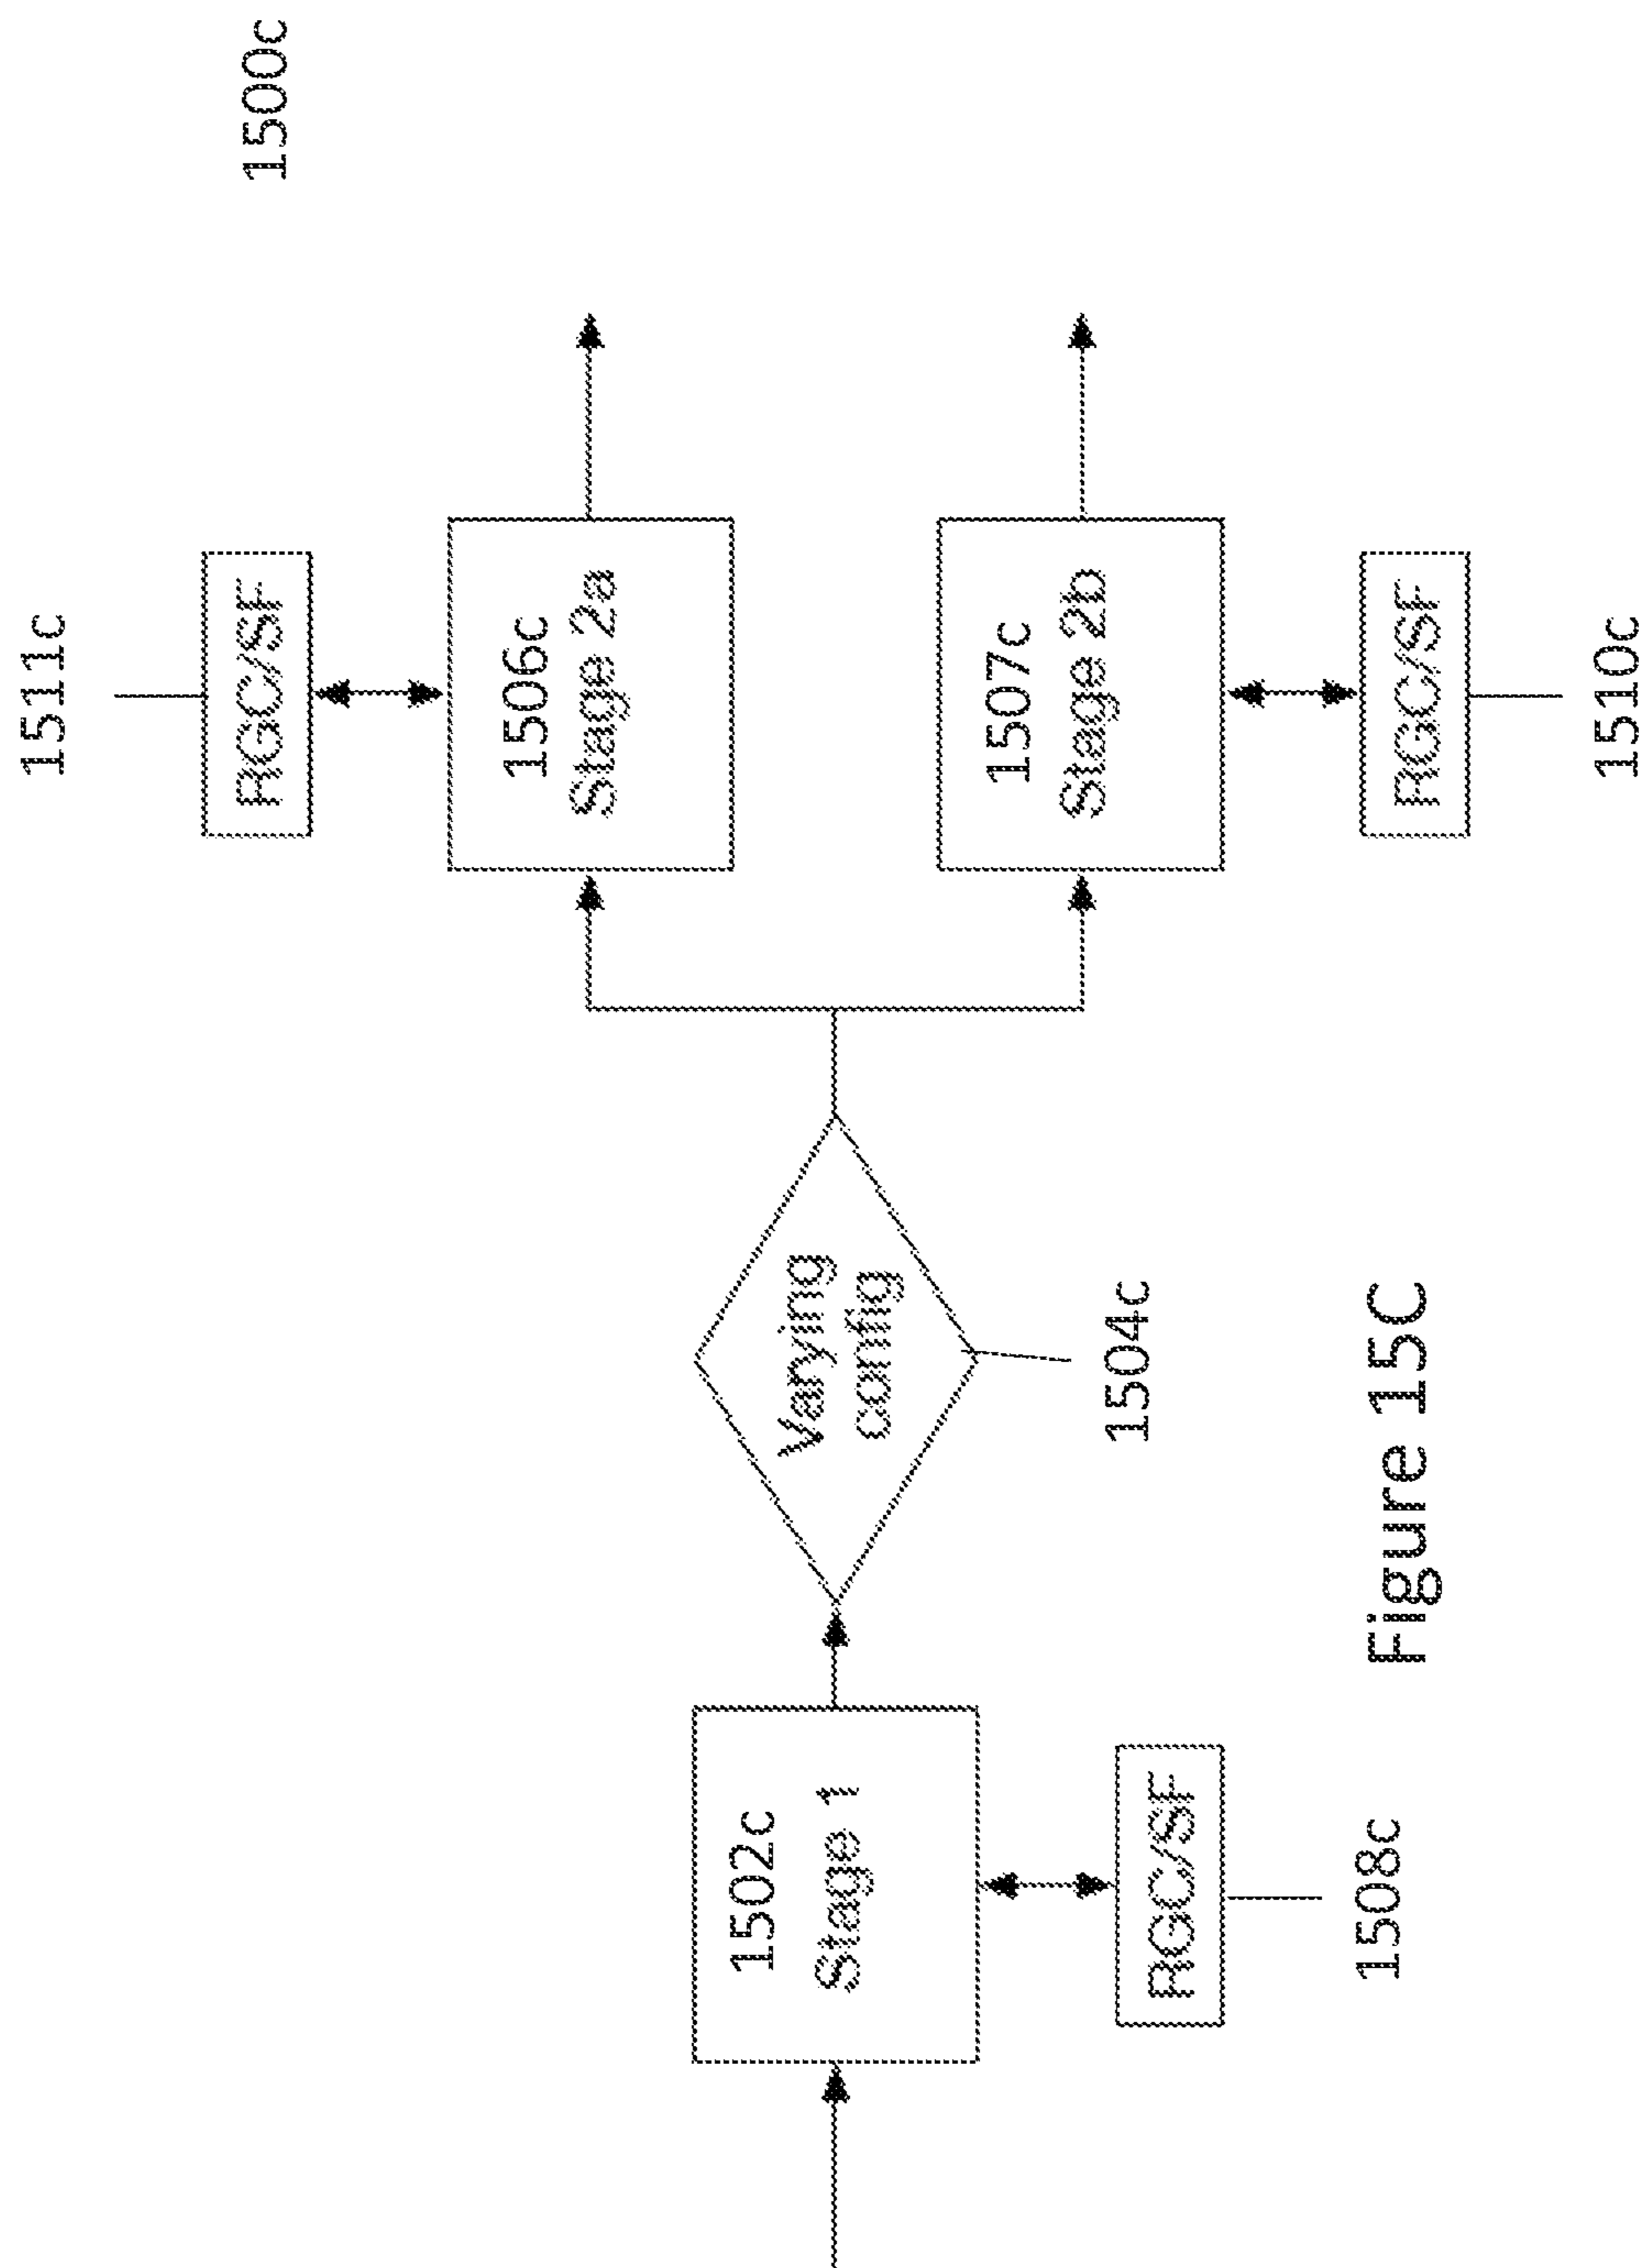 1500c
1511c
RGC/SF
1506c
Stage 2a
1502c
Stage 1
Varying
config
1507c
Stage 2b
RGC/SF
1508c
1504c
RGC/SF
1510c
Figure 15C